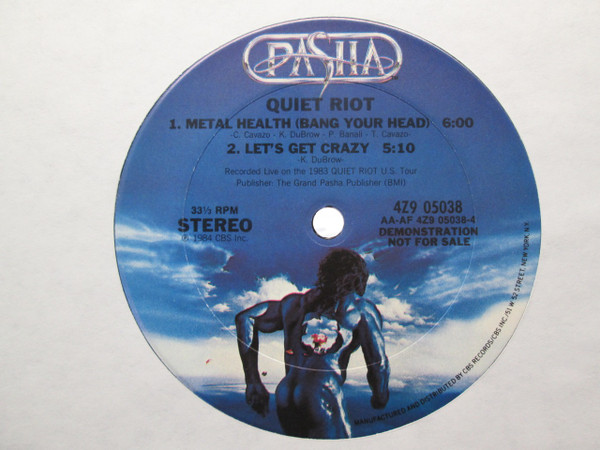 PASHA
QUIET RIOT
1. METAL HEALTH (BANG YOUR HEAD) 6:00
-C. Cavazo - K. DuBrow - P. Banali - T. Cavazo-
2. LET'S GET CRAZY 5:10
-K. DuBrow-
Recorded Live on the 1983 QUIET RIOT U.S. Tour
Publisher- The Grand Pasha Publisher (BMI)
33⅓ RPM
STEREO
℗ 1984 CBS Inc.
4Z9 05038
AA-AF 4Z9 05038-4
DEMONSTRATION
NOT FOR SALE
MANUFACTURED AND DISTRIBUTED BY CBS RECORDS/CBS INC./51 W. 52 STREET, NEW YORK, N.Y.